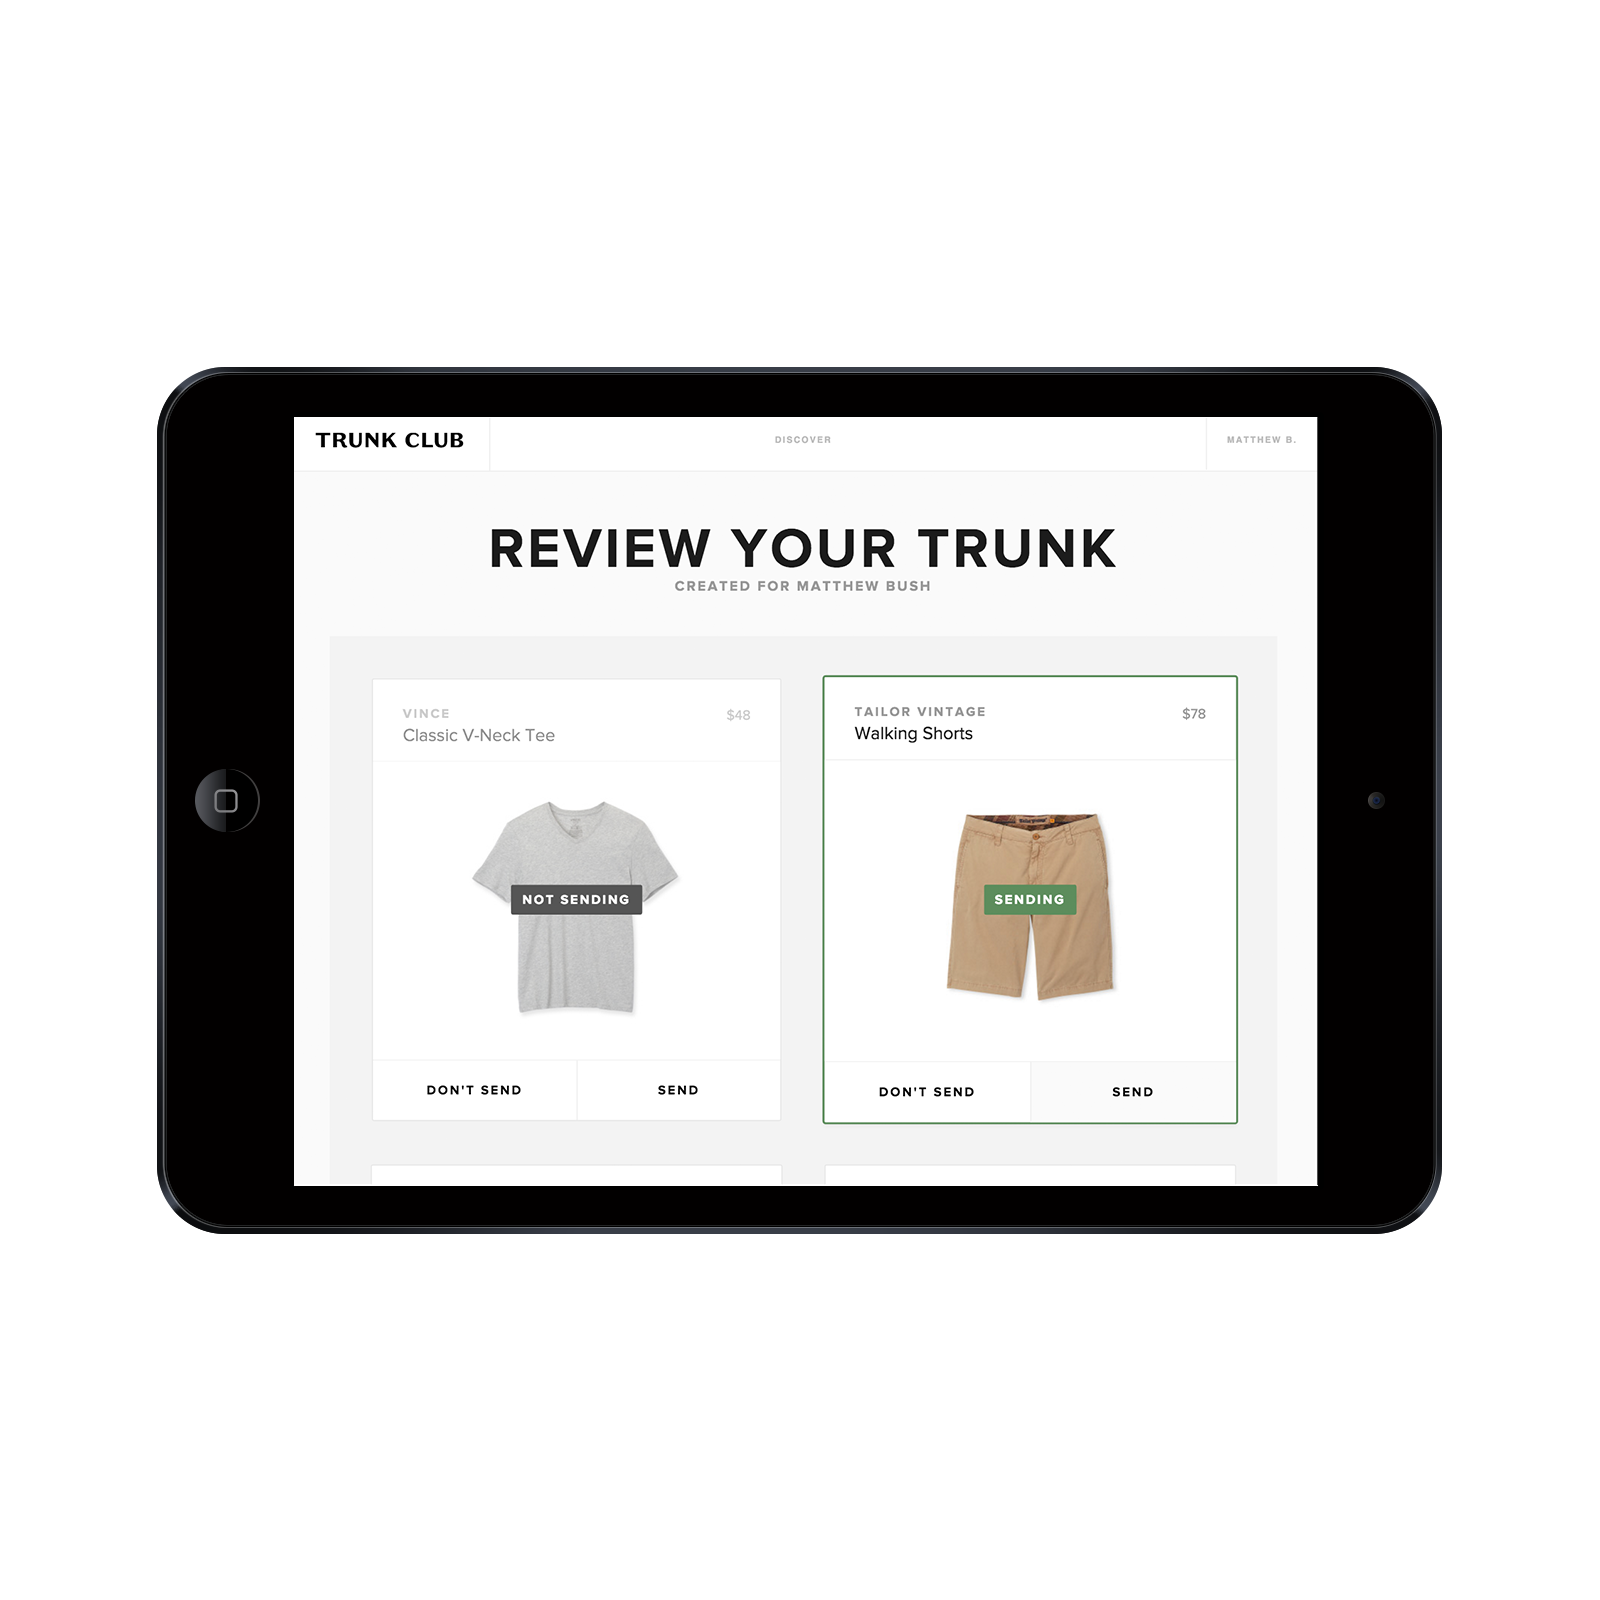 TRUNK CLUB
DISCOVER
MATTHEW B.
REVIEW YOUR TRUNK
CREATED FOR MATTHEW BUSH
VINCE
$48
Classic V-Neck Tee
NOT SENDING
DON'T SEND
SEND
TAILOR VINTAGE
$78
Walking Shorts
SENDING
DON'T SEND
SEND